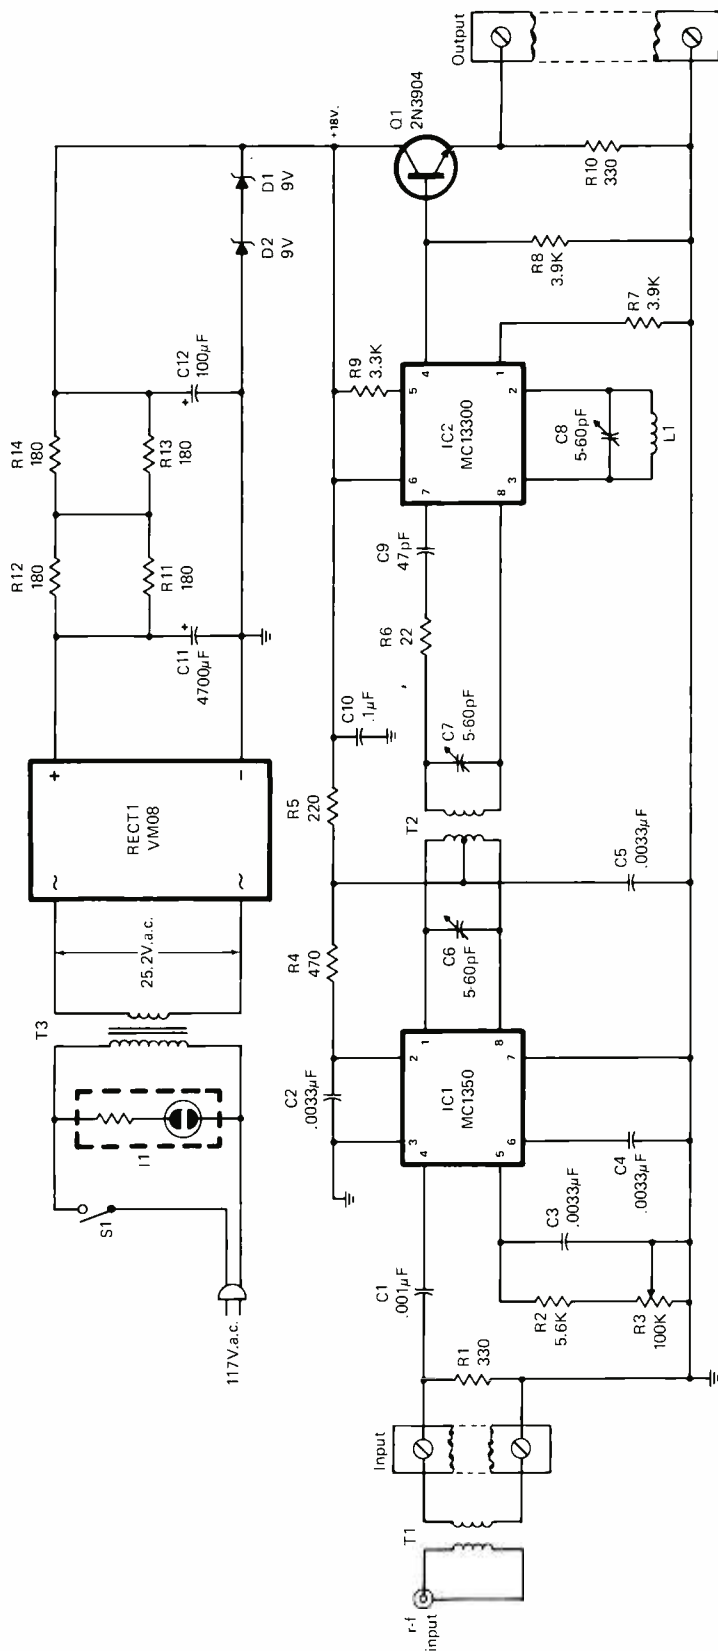 117V.a.c.
S1
I1
T3
25.2V.a.c.
~
~
RECT1
VM08
+
−
R12
180
R14
180
R11
180
R13
180
C11
4700µF
+
C12
100µF
+
D2
9V
D1
9V
+18V.
r-f
input
T1
Input
R1
330
C1
.001µF
C2
.0033µF
R4
470
R5
220
C10
.1µF
R2
5.6K
R3
100K
C3
.0033µF
C4
.0033µF
3
2
4
1
IC1
MC1350
5
6
7
8
C6
5-60pF
T2
C7
5-60pF
C5
.0033µF
R6
22
C9
47pF
R9
3.3K
6
5
7
4
IC2
MC13300
8
1
3
2
C8
5-60pF
L1
R7
3.9K
R8
3.9K
Q1
2N3904
R10
330
Output